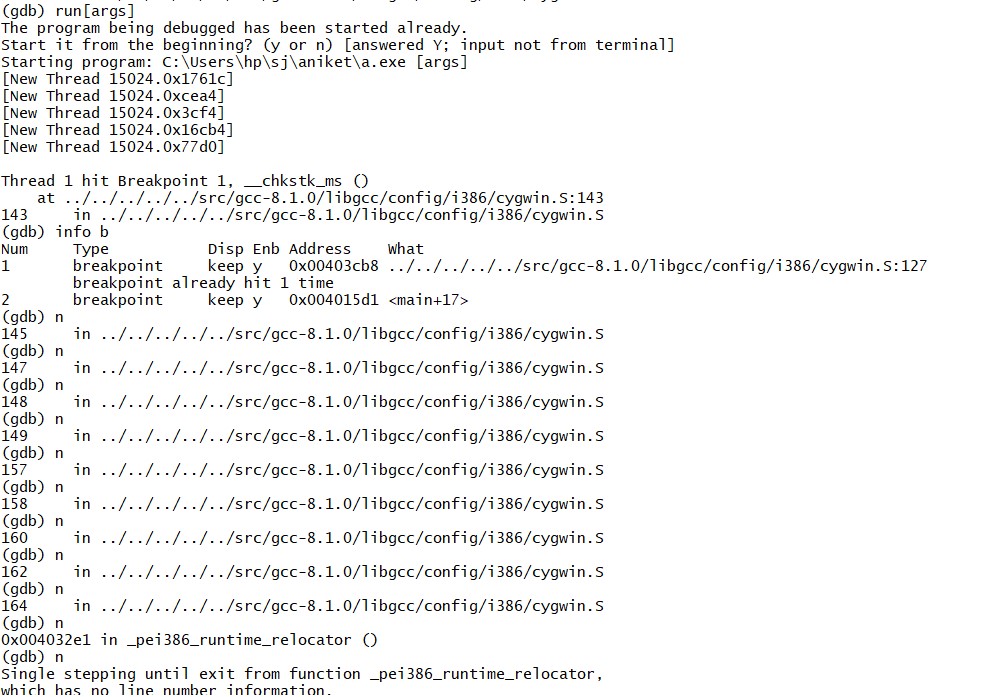 (gdb) run[args]
The program being debugged has been started already.
Start it from the beginning? (y or n) [answered Y; input not from terminal]
Starting program: C:\Users\hp\sj\aniket\a.exe [args]
[New Thread 15024.0x1761c]
[New Thread 15024.0xcea4]
[New Thread 15024.0x3cf4]
[New Thread 15024.0x16cb4]
[New Thread 15024.0x77d0]

Thread 1 hit Breakpoint 1, __chkstk_ms ()
    at ../../../../../src/gcc-8.1.0/libgcc/config/i386/cygwin.S:143
143     in ../../../../../src/gcc-8.1.0/libgcc/config/i386/cygwin.S
(gdb) info b
Num     Type           Disp Enb Address    What
1       breakpoint     keep y   0x00403cb8 ../../../../../src/gcc-8.1.0/libgcc/config/i386/cygwin.S:127
        breakpoint already hit 1 time
2       breakpoint     keep y   0x004015d1 <main+17>
(gdb) n
145     in ../../../../../src/gcc-8.1.0/libgcc/config/i386/cygwin.S
(gdb) n
147     in ../../../../../src/gcc-8.1.0/libgcc/config/i386/cygwin.S
(gdb) n
148     in ../../../../../src/gcc-8.1.0/libgcc/config/i386/cygwin.S
(gdb) n
149     in ../../../../../src/gcc-8.1.0/libgcc/config/i386/cygwin.S
(gdb) n
157     in ../../../../../src/gcc-8.1.0/libgcc/config/i386/cygwin.S
(gdb) n
158     in ../../../../../src/gcc-8.1.0/libgcc/config/i386/cygwin.S
(gdb) n
160     in ../../../../../src/gcc-8.1.0/libgcc/config/i386/cygwin.S
(gdb) n
162     in ../../../../../src/gcc-8.1.0/libgcc/config/i386/cygwin.S
(gdb) n
164     in ../../../../../src/gcc-8.1.0/libgcc/config/i386/cygwin.S
(gdb) n
0x004032e1 in _pei386_runtime_relocator ()
(gdb) n
Single stepping until exit from function _pei386_runtime_relocator,
which has no line number information.